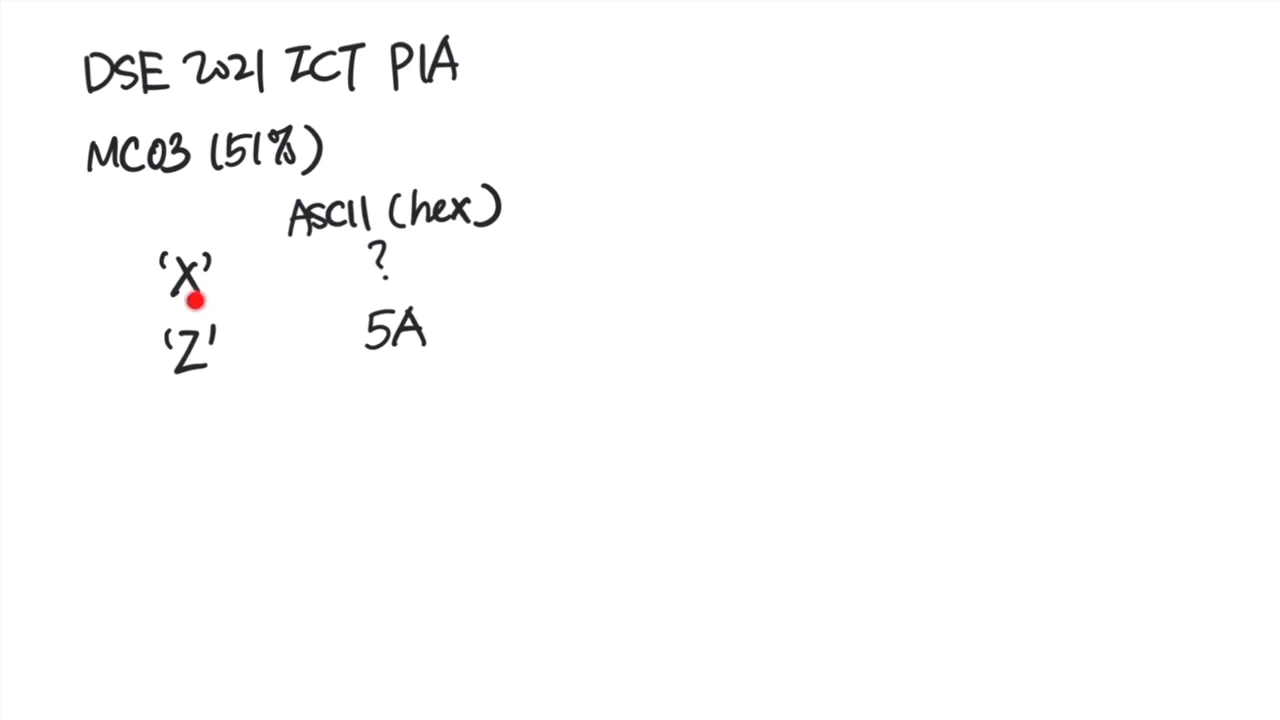 DSE 2021 ICT P1A
MC03 (51%)
ASCII (hex)
'X' ?
'Z' 5A